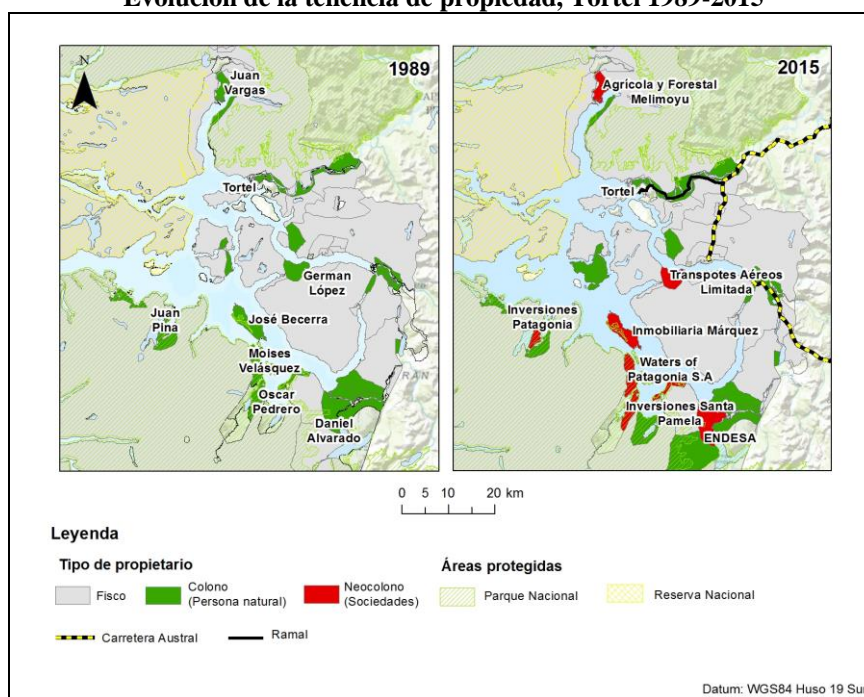 Evolución de la tenencia de propiedad, Tortel 1989-2015
N
1989
Juan
Vargas
Tortel
German
López
Juan
Pina
José Becerra
Moises
Velásquez
Oscar
Pedrero
Daniel
Alvarado
2015
Agrícola y Forestal
Melimoyu
Tortel
Transpotes Aéreos
Limitada
Inversiones
Patagonia
Inmobiliaria Márquez
Waters of
Patagonia S.A
Inversiones Santa
Pamela
ENDESA
0 5 10 20 km
Leyenda
Tipo de propietario
Áreas protegidas
Fisco
Colono
(Persona natural)
Neocolono
(Sociedades)
Parque Nacional
Reserva Nacional
Carretera Austral
Ramal
Datum: WGS84 Huso 19 Sur